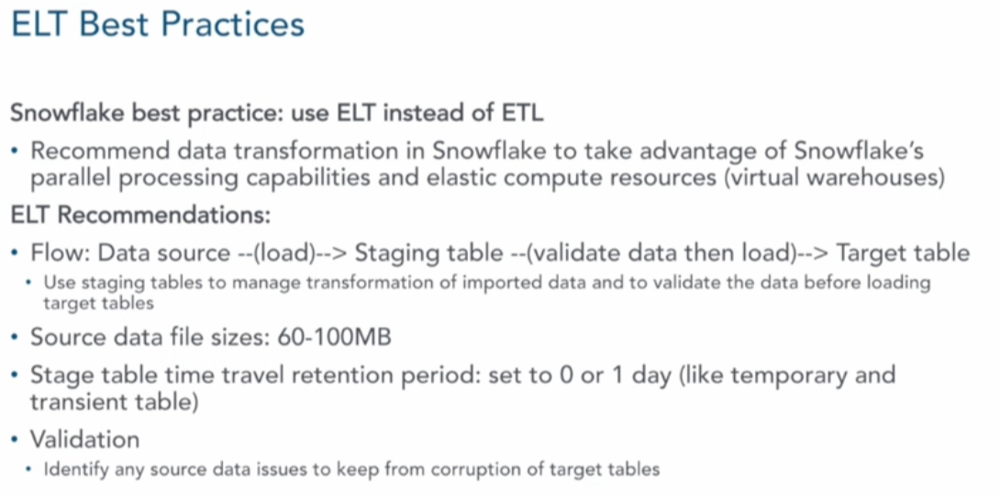 ELT Best Practices
Snowflake best practice: use ELT instead of ETL
• Recommend data transformation in Snowflake to take advantage of Snowflake's
parallel processing capabilities and elastic compute resources (virtual warehouses)
ELT Recommendations:
• Flow: Data source --(load)--> Staging table --(validate data then load)--> Target table
• Use staging tables to manage transformation of imported data and to validate the data before loading
target tables
• Source data file sizes: 60-100MB
• Stage table time travel retention period: set to 0 or 1 day (like temporary and
transient table)
• Validation
• Identify any source data issues to keep from corruption of target tables